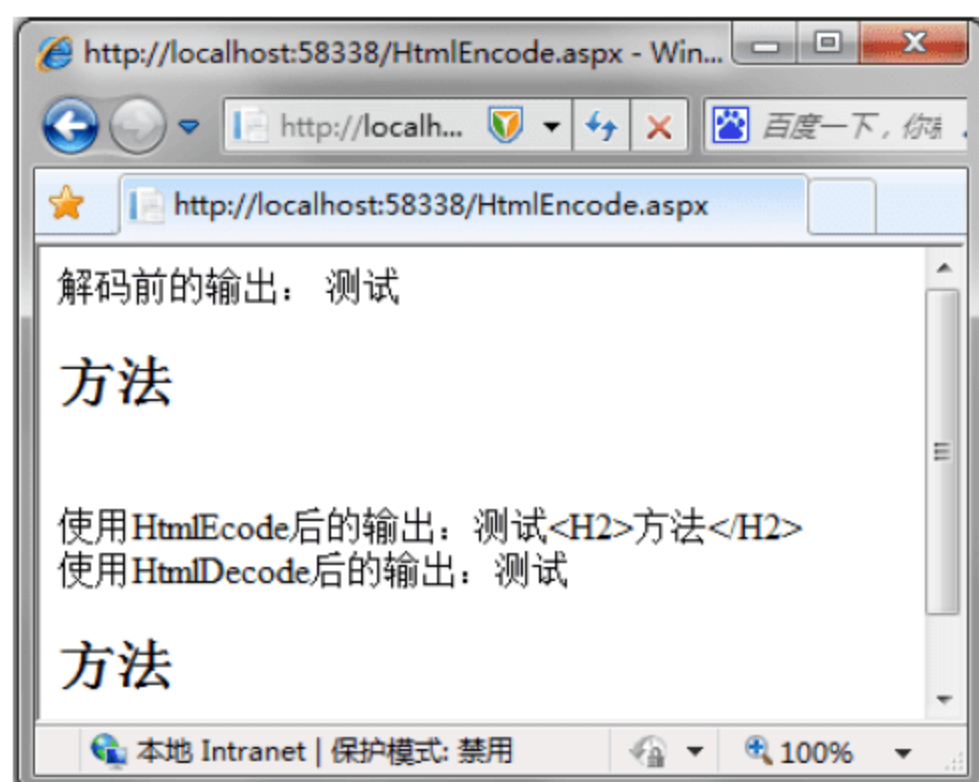 http://localhost:58338/HtmlEncode.aspx - Win...
http://localh...
百度一下，你
http://localhost:58338/HtmlEncode.aspx
解码前的输出： 测试
方法
使用HtmlEcode后的输出：测试<H2>方法</H2>
使用HtmlDecode后的输出：测试
方法
本地 Intranet | 保护模式: 禁用
100%